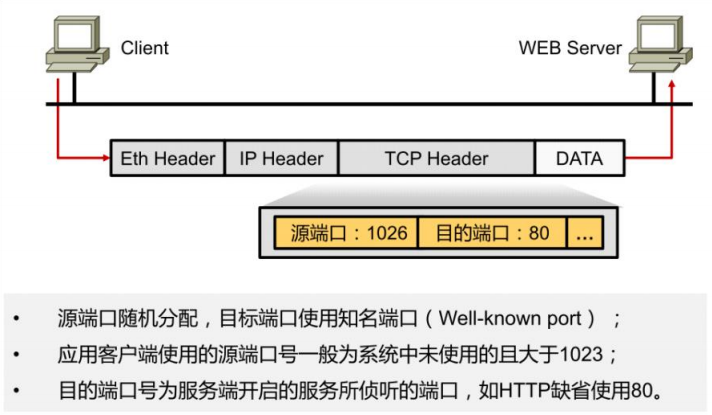 Client
WEB Server
Eth Header
IP Header
TCP Header
DATA
源端口：1026
目的端口：80
...
• 源端口随机分配，目标端口使用知名端口（Well-known port）；
• 应用客户端使用的源端口号一般为系统中未使用的且大于1023；
• 目的端口号为服务端开启的服务所侦听的端口，如HTTP缺省使用80。